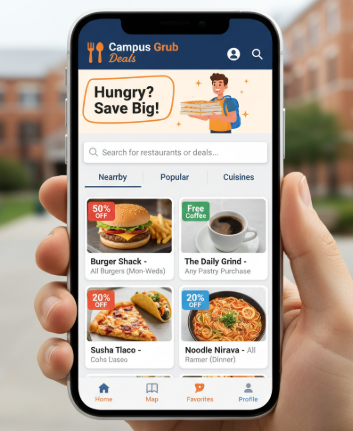 Campus Grub
Deals
Hungry?
Save Big!
Search for restaurants or deals...
Nearby
Popular
Cuisines
50%
OFF
Free
Coffee
Burger Shack -
All Burgers (Mon-Weds)
The Daily Grind -
Any Pastry Purchase
20%
OFF
20%
OFF
Susha Tlaco -
Cohs Laseo
Noodle Nirava - All
Ramer (Dinner)
Home
Map
Favorites
Profile